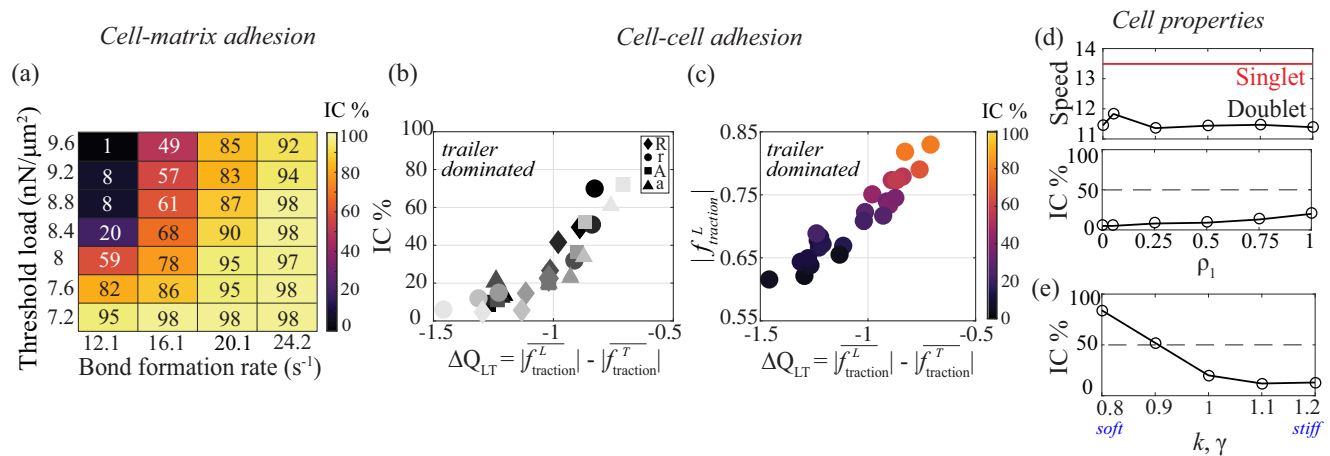 Cell-matrix adhesion
Cell-cell adhesion
Cell properties
(a)
Threshold load (nN/μm²)
9.6 1 49 85 92
9.2 8 57 83 94
8.8 8 61 87 98
8.4 20 68 90 98
8 59 78 95 97
7.6 82 86 95 98
7.2 95 98 98 98
12.1 16.1 20.1 24.2
Bond formation rate (s⁻¹)
IC %
100
80
60
40
20
0
(b)
IC %
100
80
60
40
20
0
trailer
dominated
R
r
A
a
-1.5 -1 -0.5
ΔQ_LT = |f^L_traction| - |f^T_traction|
(c)
|f^L_traction|
0.85
0.75
0.65
0.55
trailer
dominated
-1.5 -1 -0.5
ΔQ_LT = |f^L_traction| - |f^T_traction|
IC %
100
80
60
40
20
0
(d)
Speed
14
13
12
11
Singlet
Doublet
IC %
100
50
0
0 0.25 0.5 0.75 1
ρ₁
(e)
IC %
100
50
0
0.8 0.9 1 1.1 1.2
soft stiff
k, γ